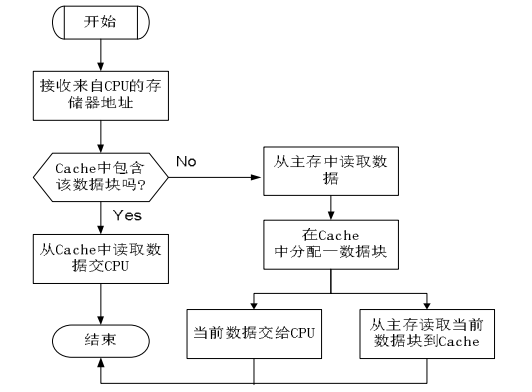 开始
接收来自CPU的存
储器地址
Cache中包含
该数据块吗?
No
从主存中读取数
据
Yes
在Cache
中分配一数据块
从Cache中读取数
据交CPU
当前数据交给CPU
从主存读取当前
数据块到Cache
结束